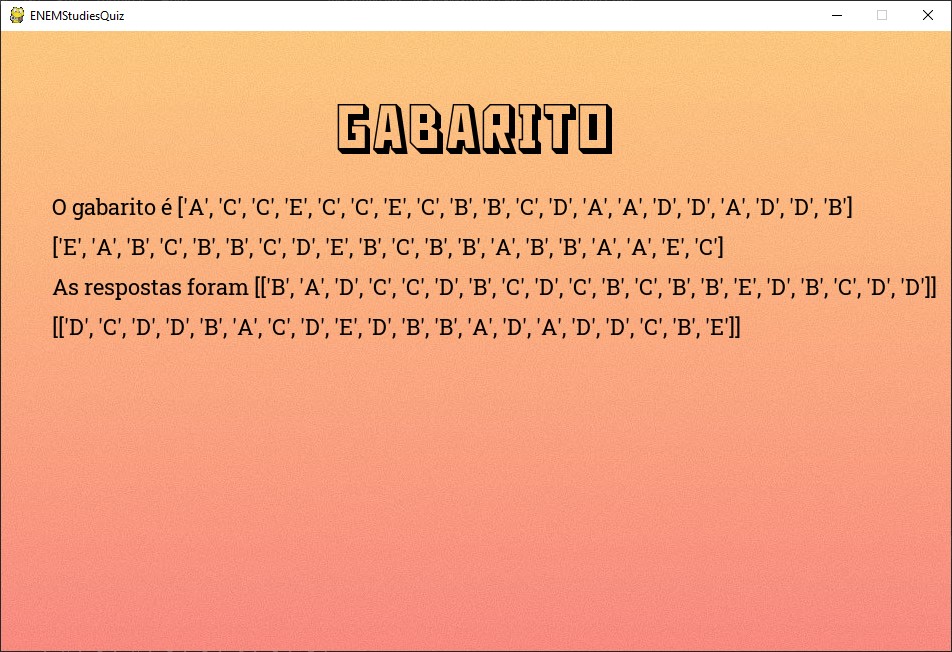 ENEMStudiesQuiz
GABARITO
O gabarito é ['A', 'C', 'C', 'E', 'C', 'C', 'E', 'C', 'B', 'B', 'C', 'D', 'A', 'A', 'D', 'D', 'A', 'D', 'D', 'B']
['E', 'A', 'B', 'C', 'B', 'B', 'C', 'D', 'E', 'B', 'C', 'B', 'B', 'A', 'B', 'B', 'A', 'A', 'E', 'C']
As respostas foram [['B', 'A', 'D', 'C', 'C', 'D', 'B', 'C', 'D', 'C', 'B', 'C', 'B', 'B', 'E', 'D', 'B', 'C', 'D', 'D']]
[['D', 'C', 'D', 'D', 'B', 'A', 'C', 'D', 'E', 'D', 'B', 'B', 'A', 'D', 'A', 'D', 'D', 'C', 'B', 'E']]